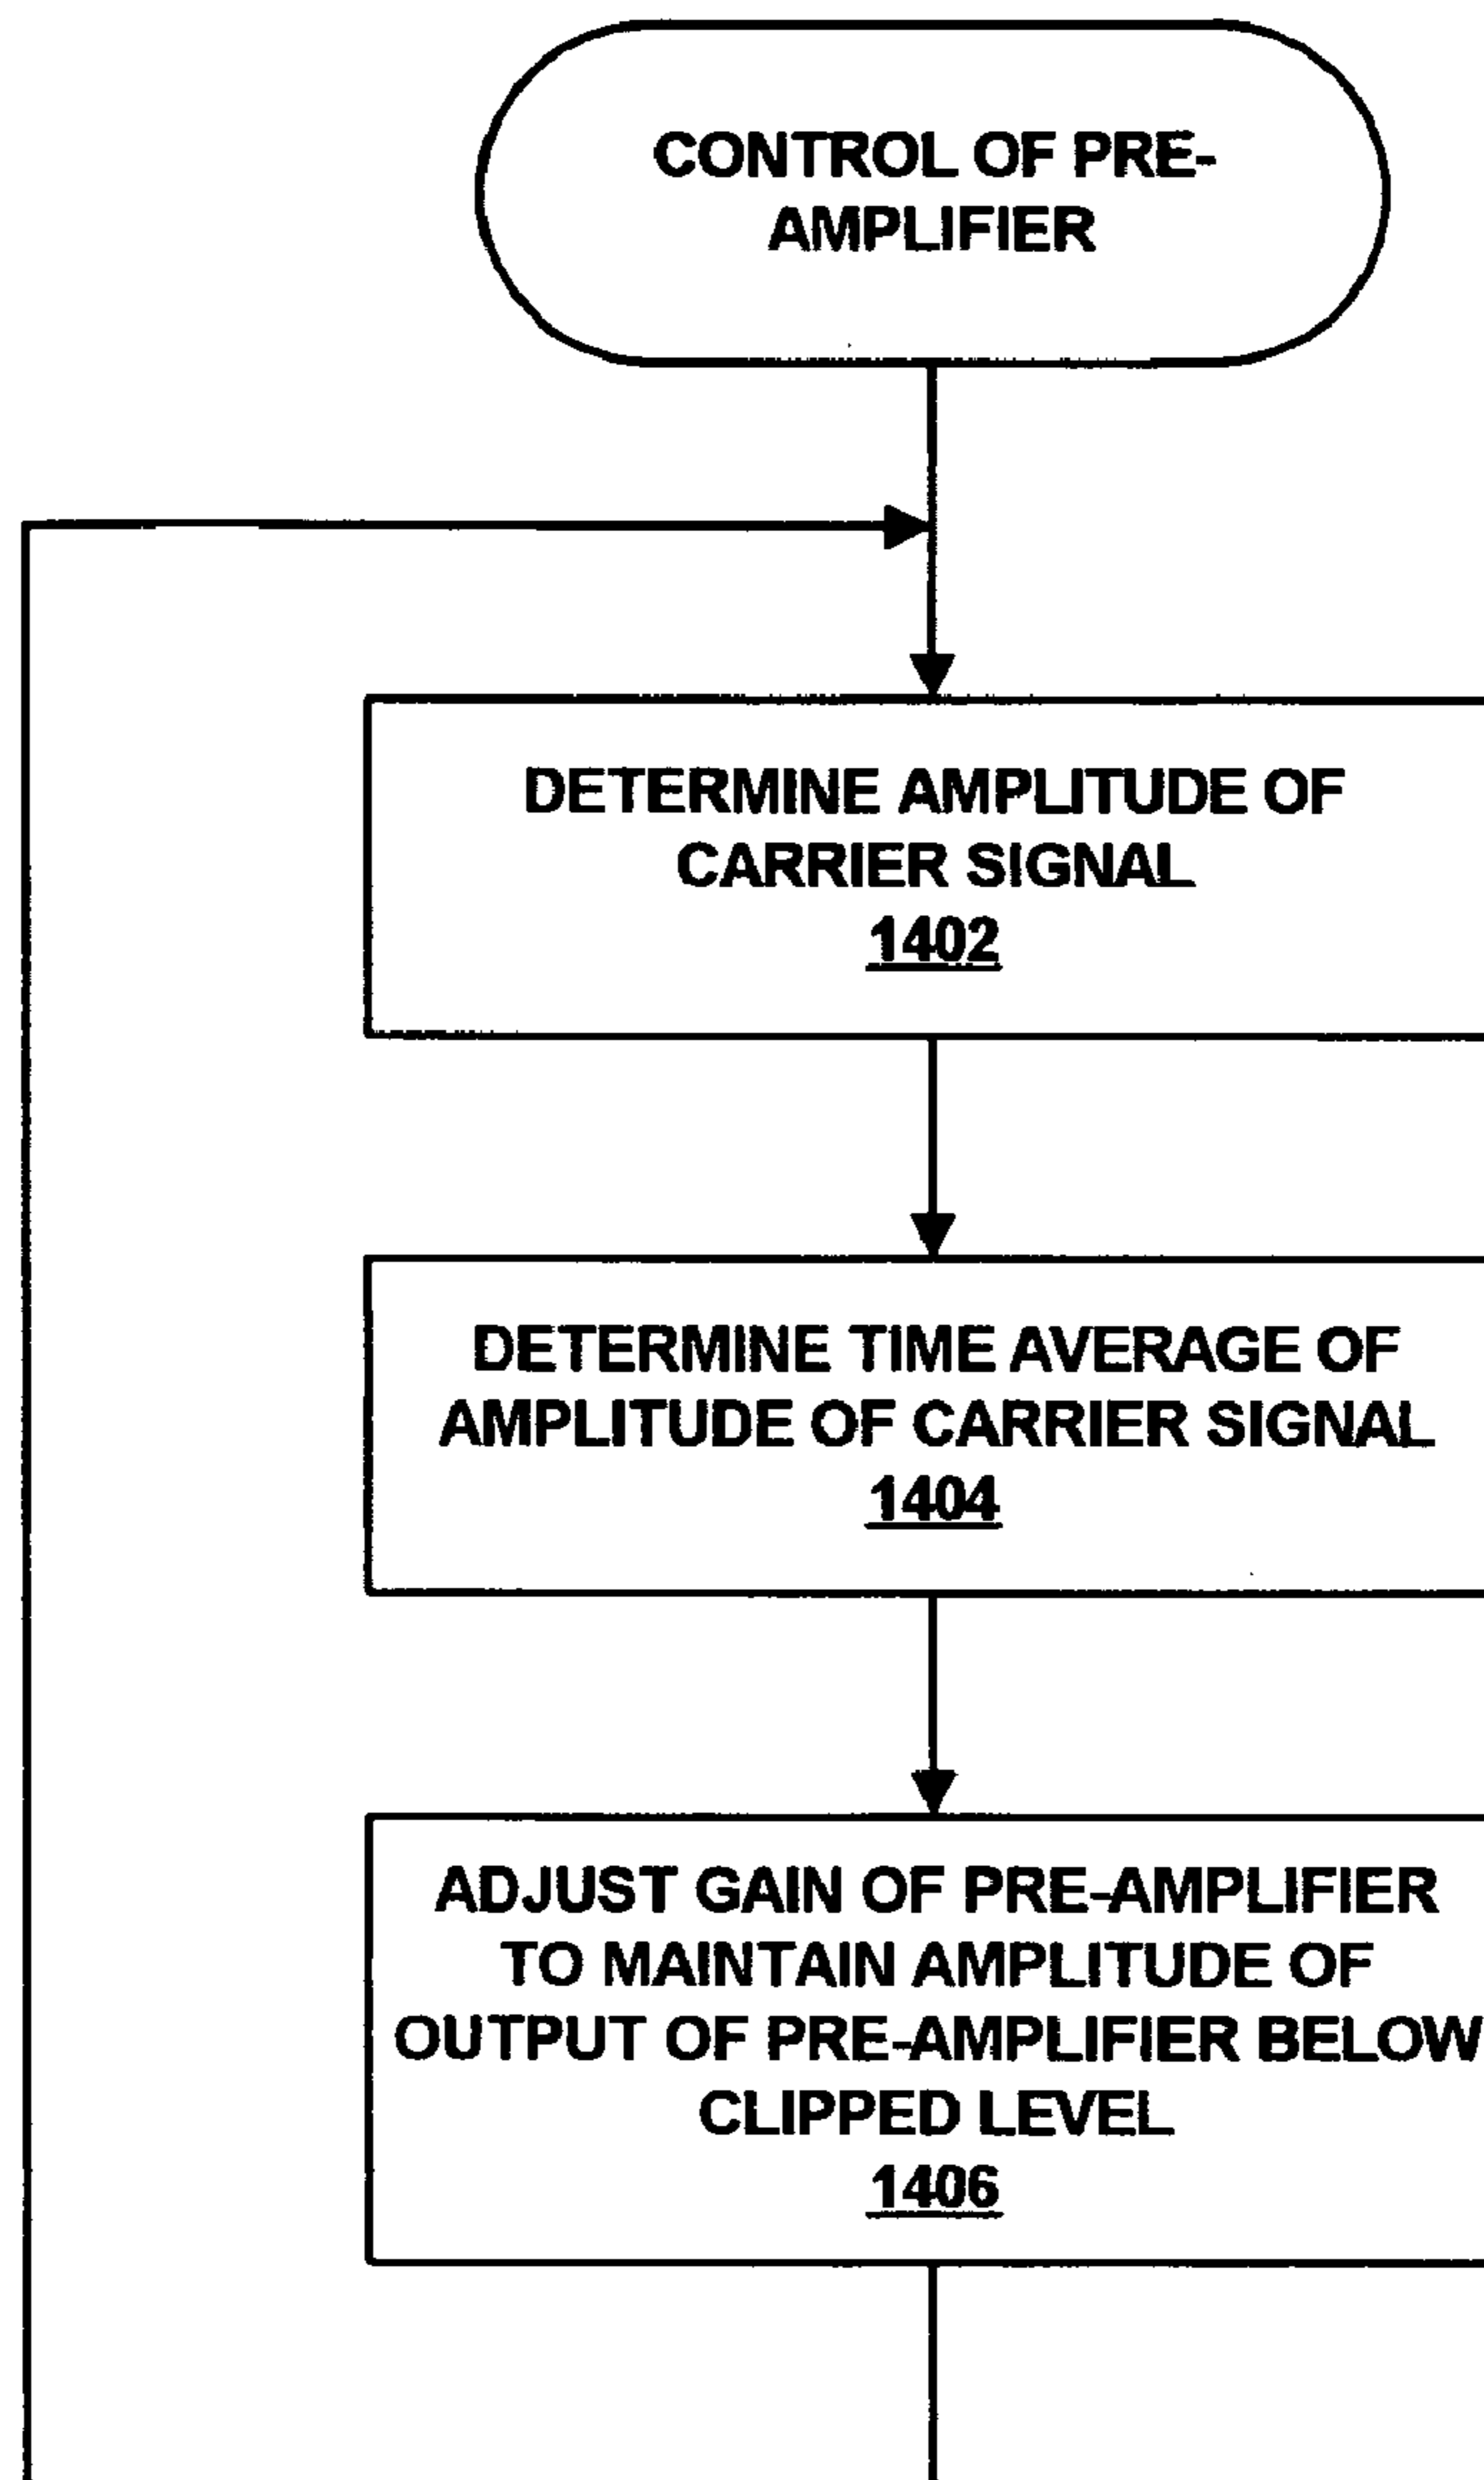 CONTROL OF PRE-
AMPLIFIER
DETERMINE AMPLITUDE OF
CARRIER SIGNAL
1402
DETERMINE TIME AVERAGE OF
AMPLITUDE OF CARRIER SIGNAL
1404
ADJUST GAIN OF PRE-AMPLIFIER
TO MAINTAIN AMPLITUDE OF
OUTPUT OF PRE-AMPLIFIER BELOW
CLIPPED LEVEL
1406